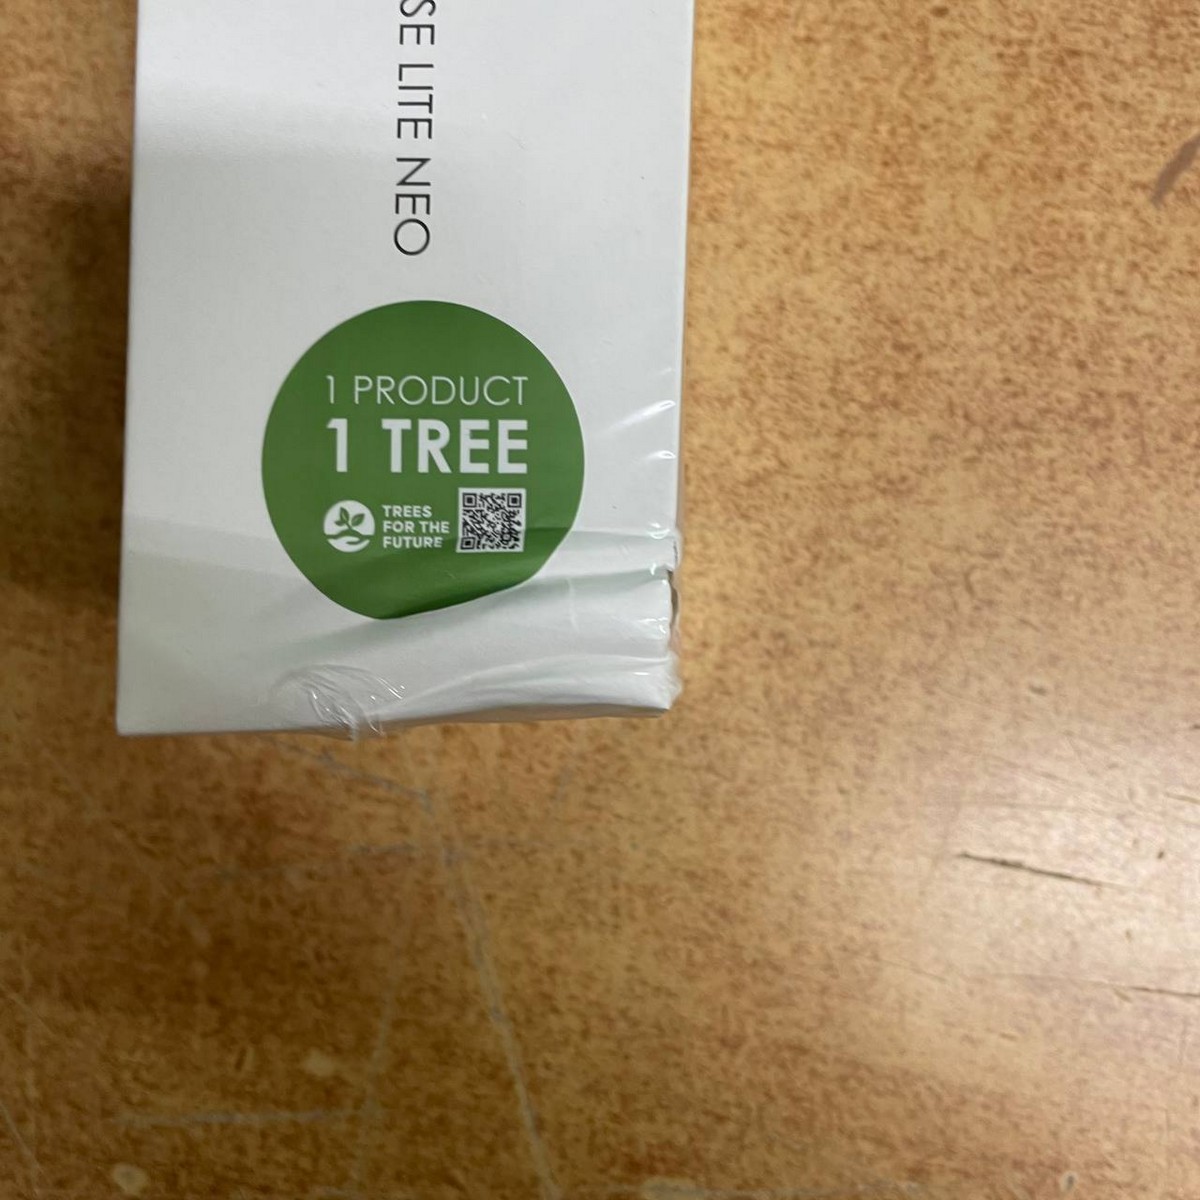 SE LITE NEO
1 PRODUCT
1 TREE
TREES
FOR THE
FUTURE